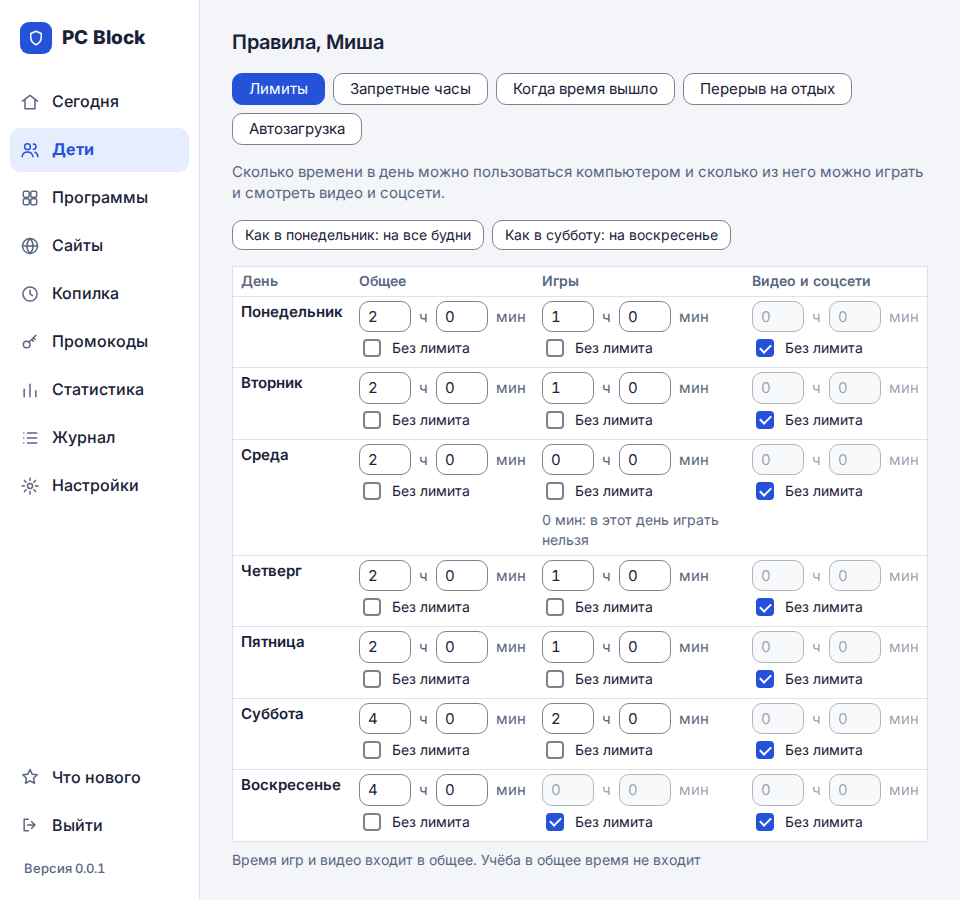 PC Block
Сегодня
Дети
Программы
Сайты
Копилка
Промокоды
Статистика
Журнал
Настройки
Что нового
Выйти
Версия 0.0.1
Правила, Миша
Лимиты Запретные часы Когда время вышло Перерыв на отдых
Автозагрузка
Сколько времени в день можно пользоваться компьютером и сколько из него можно играть
и смотреть видео и соцсети.
Как в понедельник: на все будни Как в субботу: на воскресенье
День Общее Игры Видео и соцсети
Понедельник 2 ч 0 мин 1 ч 0 мин 0 ч 0 мин
Без лимита Без лимита Без лимита
Вторник 2 ч 0 мин 1 ч 0 мин 0 ч 0 мин
Без лимита Без лимита Без лимита
Среда 2 ч 0 мин 0 ч 0 мин 0 ч 0 мин
Без лимита Без лимита Без лимита
0 мин: в этот день играть
нельзя
Четверг 2 ч 0 мин 1 ч 0 мин 0 ч 0 мин
Без лимита Без лимита Без лимита
Пятница 2 ч 0 мин 1 ч 0 мин 0 ч 0 мин
Без лимита Без лимита Без лимита
Суббота 4 ч 0 мин 2 ч 0 мин 0 ч 0 мин
Без лимита Без лимита Без лимита
Воскресенье 4 ч 0 мин 0 ч 0 мин 0 ч 0 мин
Без лимита Без лимита Без лимита
Время игр и видео входит в общее. Учёба в общее время не входит